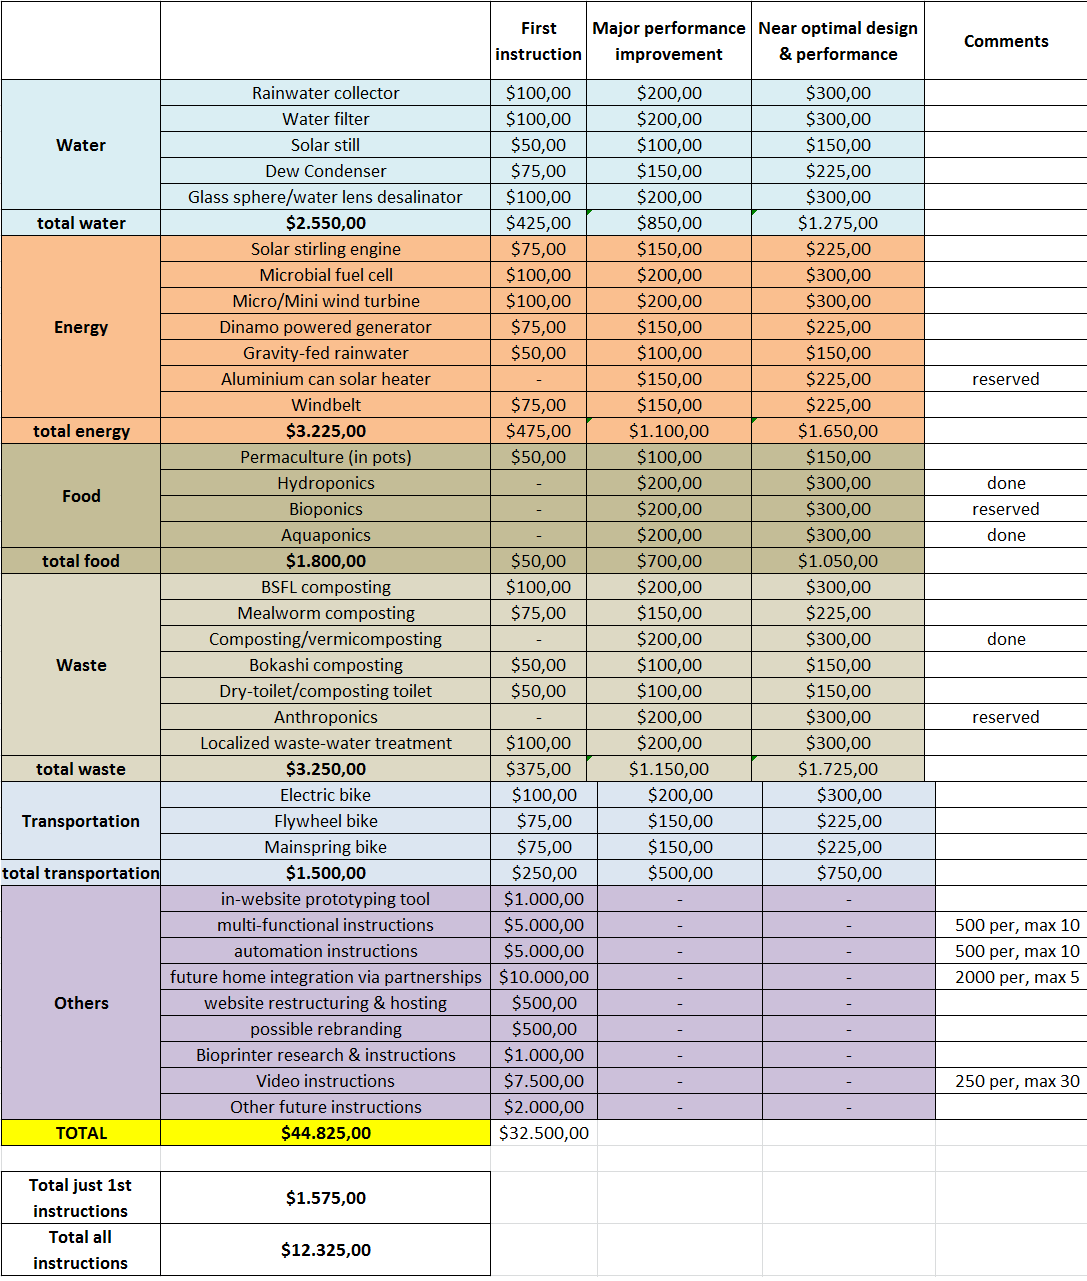 First instruction Major performance improvement Near optimal design & performance Comments
Water
Rainwater collector $100,00 $200,00 $300,00
Water filter $100,00 $200,00 $300,00
Solar still $50,00 $100,00 $150,00
Dew Condenser $75,00 $150,00 $225,00
Glass sphere/water lens desalinator $100,00 $200,00 $300,00
total water $2.550,00 $425,00 $850,00 $1.275,00
Energy
Solar stirling engine $75,00 $150,00 $225,00
Microbial fuel cell $100,00 $200,00 $300,00
Micro/Mini wind turbine $100,00 $200,00 $300,00
Dinamo powered generator $75,00 $150,00 $225,00
Gravity-fed rainwater $50,00 $100,00 $150,00
Aluminium can solar heater - $150,00 $225,00 reserved
Windbelt $75,00 $150,00 $225,00
total energy $3.225,00 $475,00 $1.100,00 $1.650,00
Food
Permaculture (in pots) $50,00 $100,00 $150,00
Hydroponics - $200,00 $300,00 done
Bioponics - $200,00 $300,00 reserved
Aquaponics - $200,00 $300,00 done
total food $1.800,00 $50,00 $700,00 $1.050,00
Waste
BSFL composting $100,00 $200,00 $300,00
Mealworm composting $75,00 $150,00 $225,00
Composting/vermicomposting - $200,00 $300,00 done
Bokashi composting $50,00 $100,00 $150,00
Dry-toilet/composting toilet $50,00 $100,00 $150,00
Anthroponics - $200,00 $300,00 reserved
Localized waste-water treatment $100,00 $200,00 $300,00
total waste $3.250,00 $375,00 $1.150,00 $1.725,00
Transportation
Electric bike $100,00 $200,00 $300,00
Flywheel bike $75,00 $150,00 $225,00
Mainspring bike $75,00 $150,00 $225,00
total transportation $1.500,00 $250,00 $500,00 $750,00
Others
in-website prototyping tool $1.000,00 - -
multi-functional instructions $5.000,00 - - 500 per, max 10
automation instructions $5.000,00 - - 500 per, max 10
future home integration via partnerships $10.000,00 - - 2000 per, max 5
website restructuring & hosting $500,00 - -
possible rebranding $500,00 - -
Bioprinter research & instructions $1.000,00 - -
Video instructions $7.500,00 - - 250 per, max 30
Other future instructions $2.000,00 - -
TOTAL $44.825,00 $32.500,00
Total just 1st instructions $1.575,00
Total all instructions $12.325,00